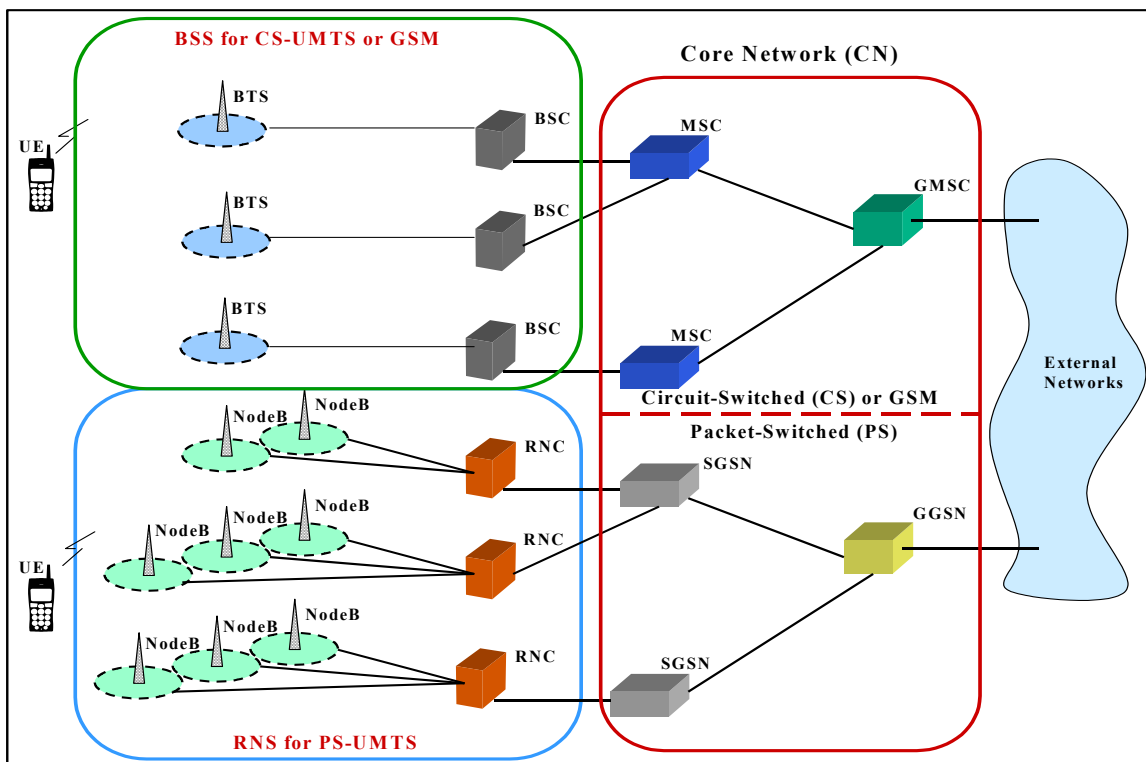 BSS for CS-UMTS or GSM
Core Network (CN)
BTS
BSC
MSC
UE
GMSC
BTS
BSC
BTS
BSC
MSC
External
Networks
Circuit-Switched (CS) or GSM
Packet-Switched (PS)
NodeB
NodeB
RNC
SGSN
NodeB
NodeB
NodeB
RNC
GGSN
UE
NodeB
NodeB
NodeB
RNC
SGSN
RNS for PS-UMTS